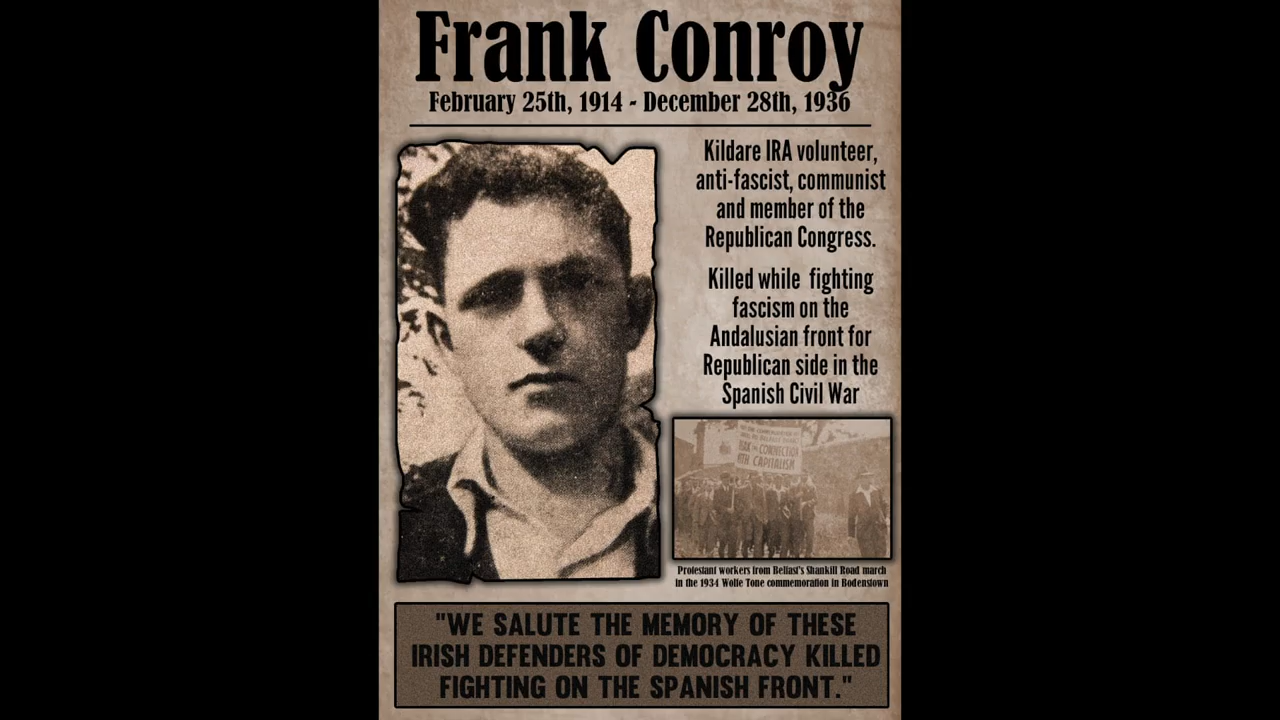 Frank Conroy
February 25th, 1914 - December 28th, 1936
Kildare IRA volunteer,
anti-fascist, communist
and member of the
Republican Congress.
Killed while fighting
fascism on the
Andalusian front for
Republican side in the
Spanish Civil War
CONNECTION
CAPITALISM
Protestant workers from Belfast's Shankill Road march
in the 1934 Wolfe Tone commemoration in Bodenstown
"WE SALUTE THE MEMORY OF THESE
IRISH DEFENDERS OF DEMOCRACY KILLED
FIGHTING ON THE SPANISH FRONT."